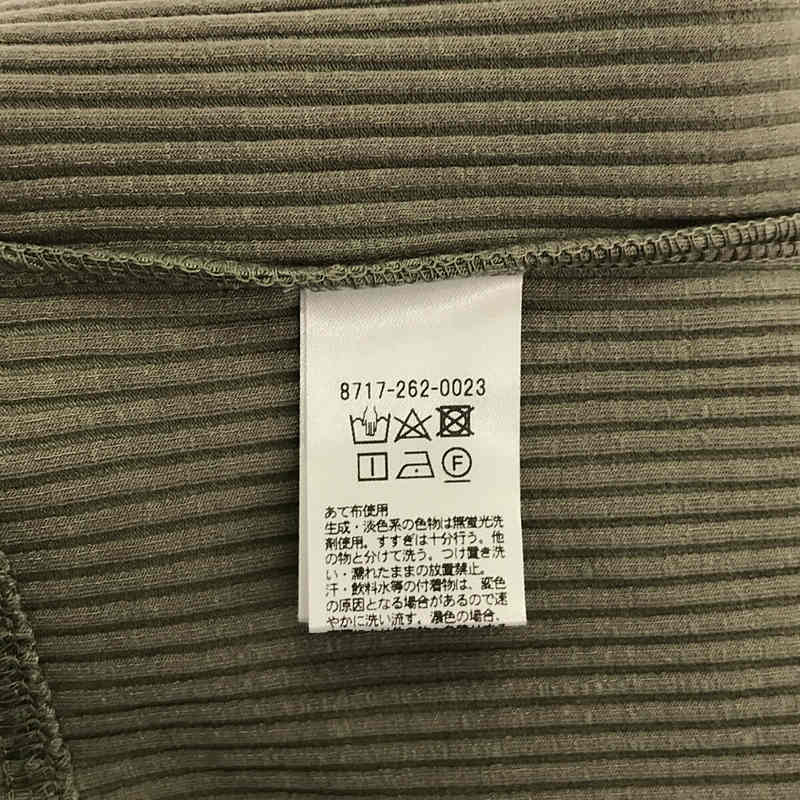 8717-262-0023
F
あて布使用
生成・淡色系の色物は無蛍光洗
剤使用。すすぎは十分行う。他
の物と分けて洗う。つけ置き洗
い・濡れたままの放置禁止。
汗・飲料水等の付着物は、変色
の原因となる場合があるので速
やかに洗い流す。濃色の場合、